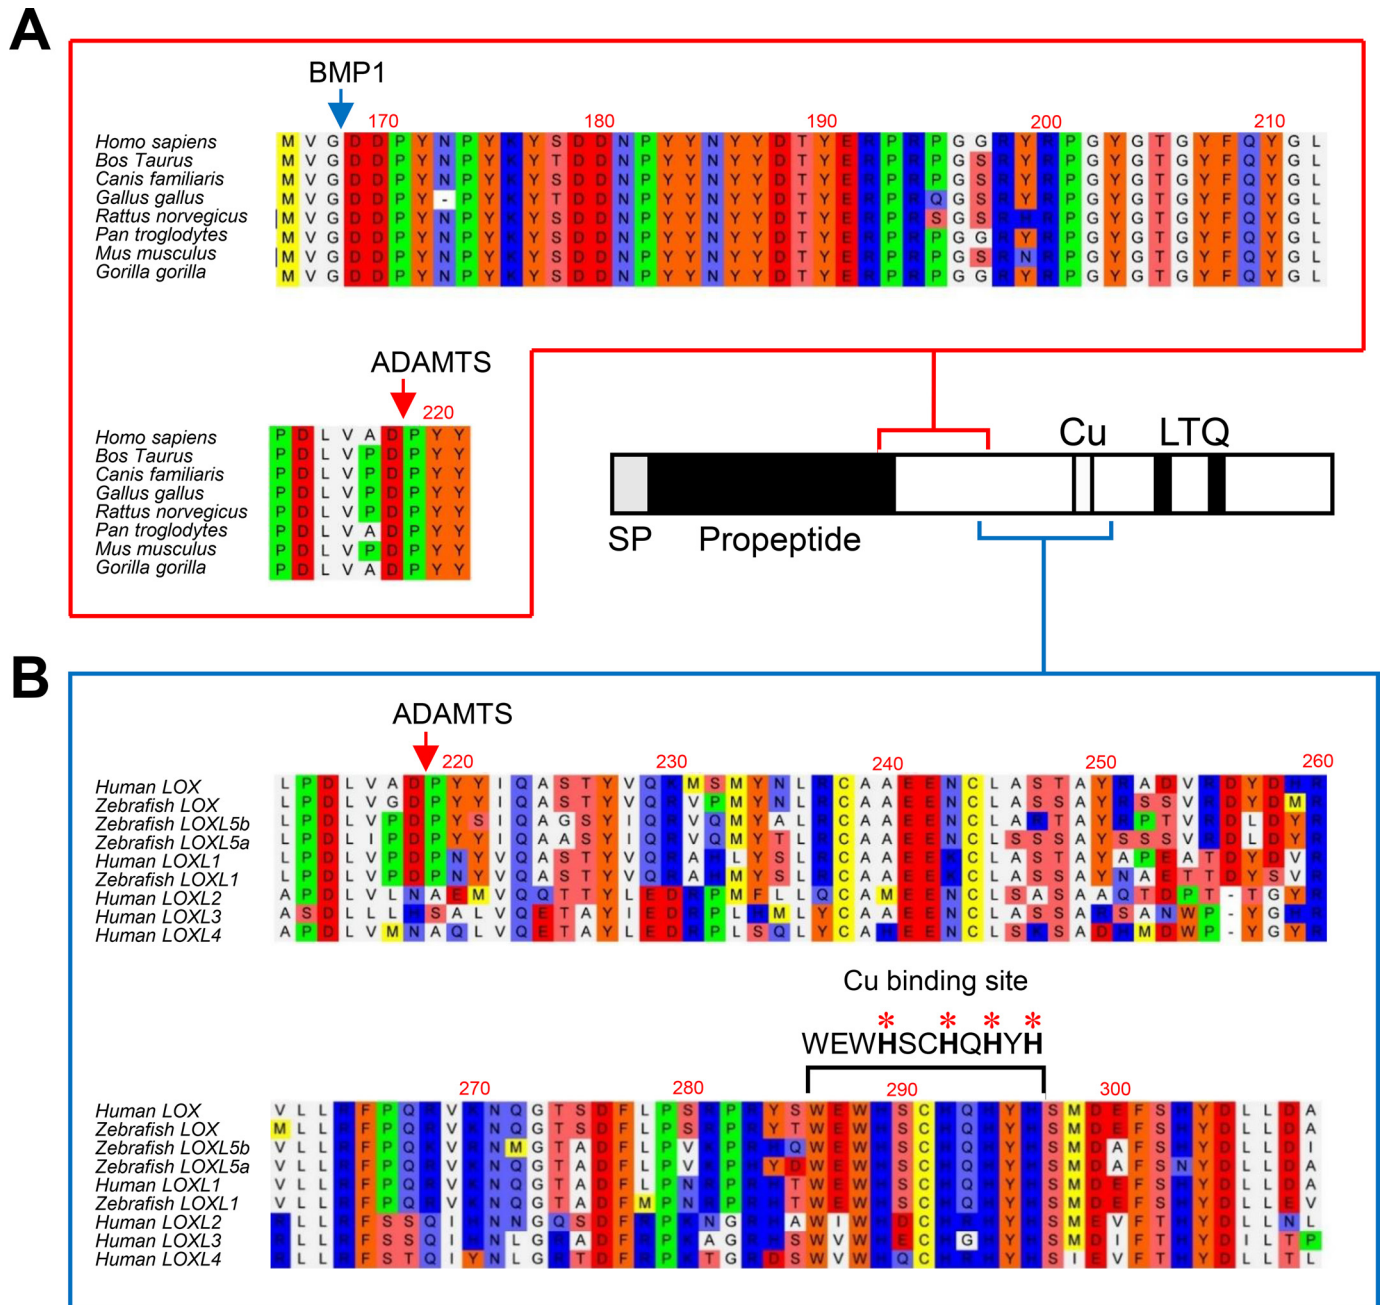 A
BMP1
170 180 190 200 210
Homo sapiens M V G D D P Y N P Y K Y S D D N P Y Y N Y Y D T Y E R P R P G G R Y R P G Y G T G Y F Q Y G L
Bos Taurus M V G D D P Y N P Y K Y T D D N P Y Y N Y Y D T Y E R P R P G S R Y R P G Y G T G Y F Q Y G L
Canis familiaris M V G D D P Y N P Y K Y S D D N P Y Y N Y Y D T Y E R P R P G S R Y R P G Y G T G Y F Q Y G L
Gallus gallus M V G D D P Y - P Y K Y T D D N P Y Y N Y Y D T Y E R P R Q G S R Y R P G Y G T G Y F Q Y G L
Rattus norvegicus M V G D D P Y N P Y K Y S D D N P Y Y N Y Y D T Y E R P R S G S R H R P G Y G T G Y F Q Y G L
Pan troglodytes M V G D D P Y N P Y K Y S D D N P Y Y N Y Y D T Y E R P R P G G R Y R P G Y G T G Y F Q Y G L
Mus musculus M V G D D P Y N P Y K Y S D D N P Y Y N Y Y D T Y E R P R P G S R N R P G Y G T G Y F Q Y G L
Gorilla gorilla M V G D D P Y N P Y K Y S D D N P Y Y N Y Y D T Y E R P R P G G R Y R P G Y G T G Y F Q Y G L
ADAMTS
220
Homo sapiens P D L V A D P Y Y
Bos Taurus P D L V P D P Y Y
Canis familiaris P D L V P D P Y Y
Gallus gallus P D L V P D P Y Y
Rattus norvegicus P D L V P D P Y Y
Pan troglodytes P D L V A D P Y Y
Mus musculus P D L V P D P Y Y
Gorilla gorilla P D L V A D P Y Y
Cu LTQ
SP Propeptide
B
ADAMTS
220 230 240 250 260
Human LOX L P D L V A D P Y Y I Q A S T Y V Q K M S M Y N L R C A A E E N C L A S T A Y R A D V R D Y D H R
Zebrafish LOX L P D L V G D P Y Y I Q A S T Y V Q R V P M Y N L R C A A E E N C L A S S A Y R S S V R D Y D M R
Zebrafish LOXL5b L P D L V P D P Y S I Q A G S Y I Q R V Q M Y A L R C A A E E N C L A R T A Y R P T V R D L D Y R
Zebrafish LOXL5a L P D L I P D P Y Y I Q A A S Y I Q R V Q M Y T L R C A A E E N C L S S S A Y S S S V R D L D Y R
Human LOXL1 L P D L V P D P N Y V Q A S T Y V Q R A H L Y S L R C A A E E K C L A S T A Y A P E A T D Y D V R
Zebrafish LOXL1 L P D L V P D P N Y V Q A S T Y V Q R A H M Y S L R C A A E E K C L A S T A Y N A E T T D Y S V R
Human LOXL2 A P D L V L N A E M V Q Q T T Y L E D R P M F L L Q C A M E E N C L S A S A A Q T D P T - T G Y R
Human LOXL3 A S D L L L H S A L V Q E T A Y I E D R P L H M L Y C A A E E N C L A S S A R S A N W P - Y G H R
Human LOXL4 A P D L V M N A Q L V Q E T A Y L E D R P L S Q L Y C A H E E N C L S K S A D H M D W P - Y G Y R
Cu binding site
* * * *
WEWHSCHQHYH
270 280 290 300
Human LOX V L L R F P Q R V K N Q G T S D F L P S R P R Y S W E W H S C H Q H Y H S M D E F S H Y D L L D A
Zebrafish LOX M L L R F P Q R V K N Q G T S D F L P S R P R Y T W E W H S C H Q H Y H S M D E F S H Y D L L D A
Zebrafish LOXL5b V L L R F P Q K V R N M G T A D F L P V K P R H Q W E W H S C H Q H Y H S M D A F S H Y D L L D I
Zebrafish LOXL5a V L L R F P Q K V K N Q G T A D F L P V K P H Y D W E W H S C H Q H Y H S M D A F S N Y D L L D A
Human LOXL1 V L L R F P Q R V K N Q G T A D F L P N R P R H T W E W H S C H Q H Y H S M D E F S H Y D L L D A
Zebrafish LOXL1 V L L R F P Q R V K N Q G T A D F M P N R P R H T W E W H S C H Q H Y H S M D E F S H Y D L L E V
Human LOXL2 R L L R F S S Q I H N N G Q S D F R P K N G R H A W I W H D C H R H Y H S M E V F T H Y D L L N L
Human LOXL3 R L L R F S S Q I H N L G R A D F R P K A G R H S W V W H E C H G H Y H S M D I F T H Y D I L T P
Human LOXL4 R L L R F S T Q I Y N L G R T D F R P K T G R D S W V W H Q C H R H Y H S I E V F T H Y D L L T L